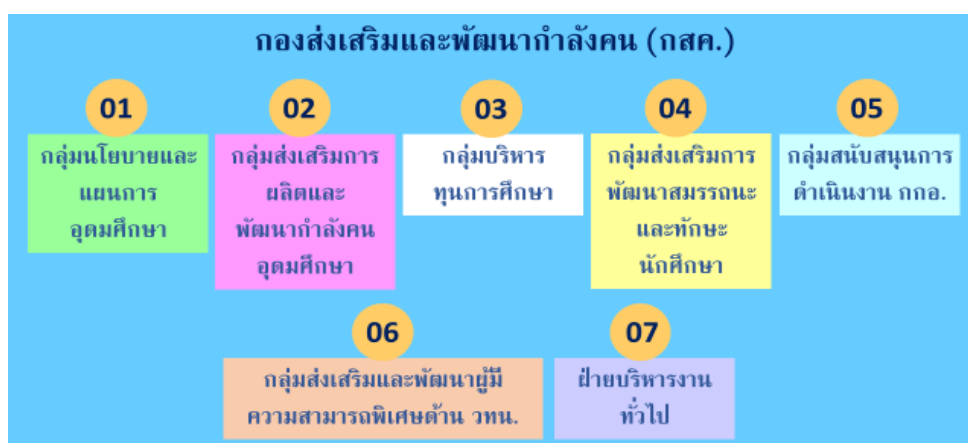 กองส่งเสริมและพัฒนากำลังคน (กสค.)
01
กลุ่มนโยบายและ
แผนการ
อุดมศึกษา
02
กลุ่มส่งเสริมการ
ผลิตและ
พัฒนากำลังคน
อุดมศึกษา
03
กลุ่มบริหาร
ทุนการศึกษา
04
กลุ่มส่งเสริมการ
พัฒนาสมรรถนะ
และทักษะ
นักศึกษา
05
กลุ่มสนับสนุนการ
ดำเนินงาน กกอ.
06
กลุ่มส่งเสริมและพัฒนาผู้มี
ความสามารถพิเศษด้าน วทน.
07
ฝ่ายบริหารงาน
ทั่วไป